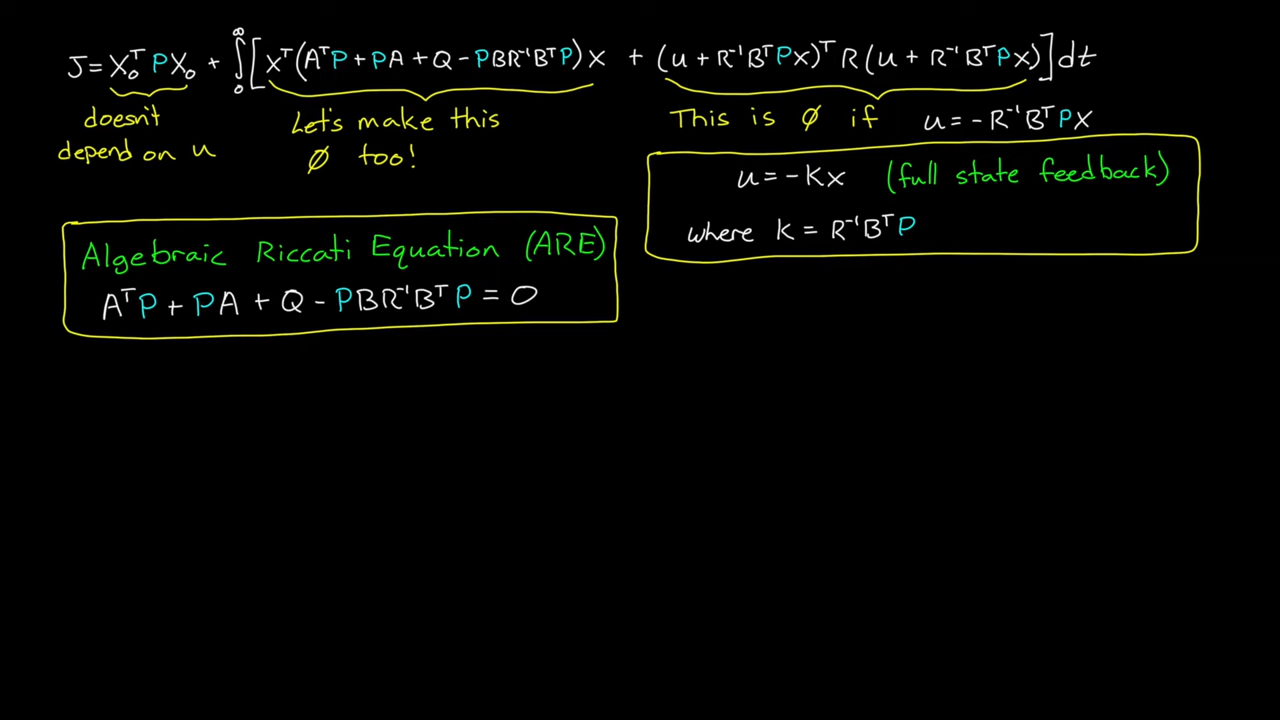 J = x₀ᵀPx₀ + ∫₀^∞ [xᵀ(AᵀP + PA + Q - PBR⁻¹BᵀP)x + (u + R⁻¹BᵀPx)ᵀR(u + R⁻¹BᵀPx)]dt
doesn't
depend on u
Let's make this
∅ too!
This is ∅ if u = -R⁻¹BᵀPx
u = -Kx (full state feedback)
where K = R⁻¹BᵀP
Algebraic Riccati Equation (ARE)
AᵀP + PA + Q - PBR⁻¹BᵀP = 0